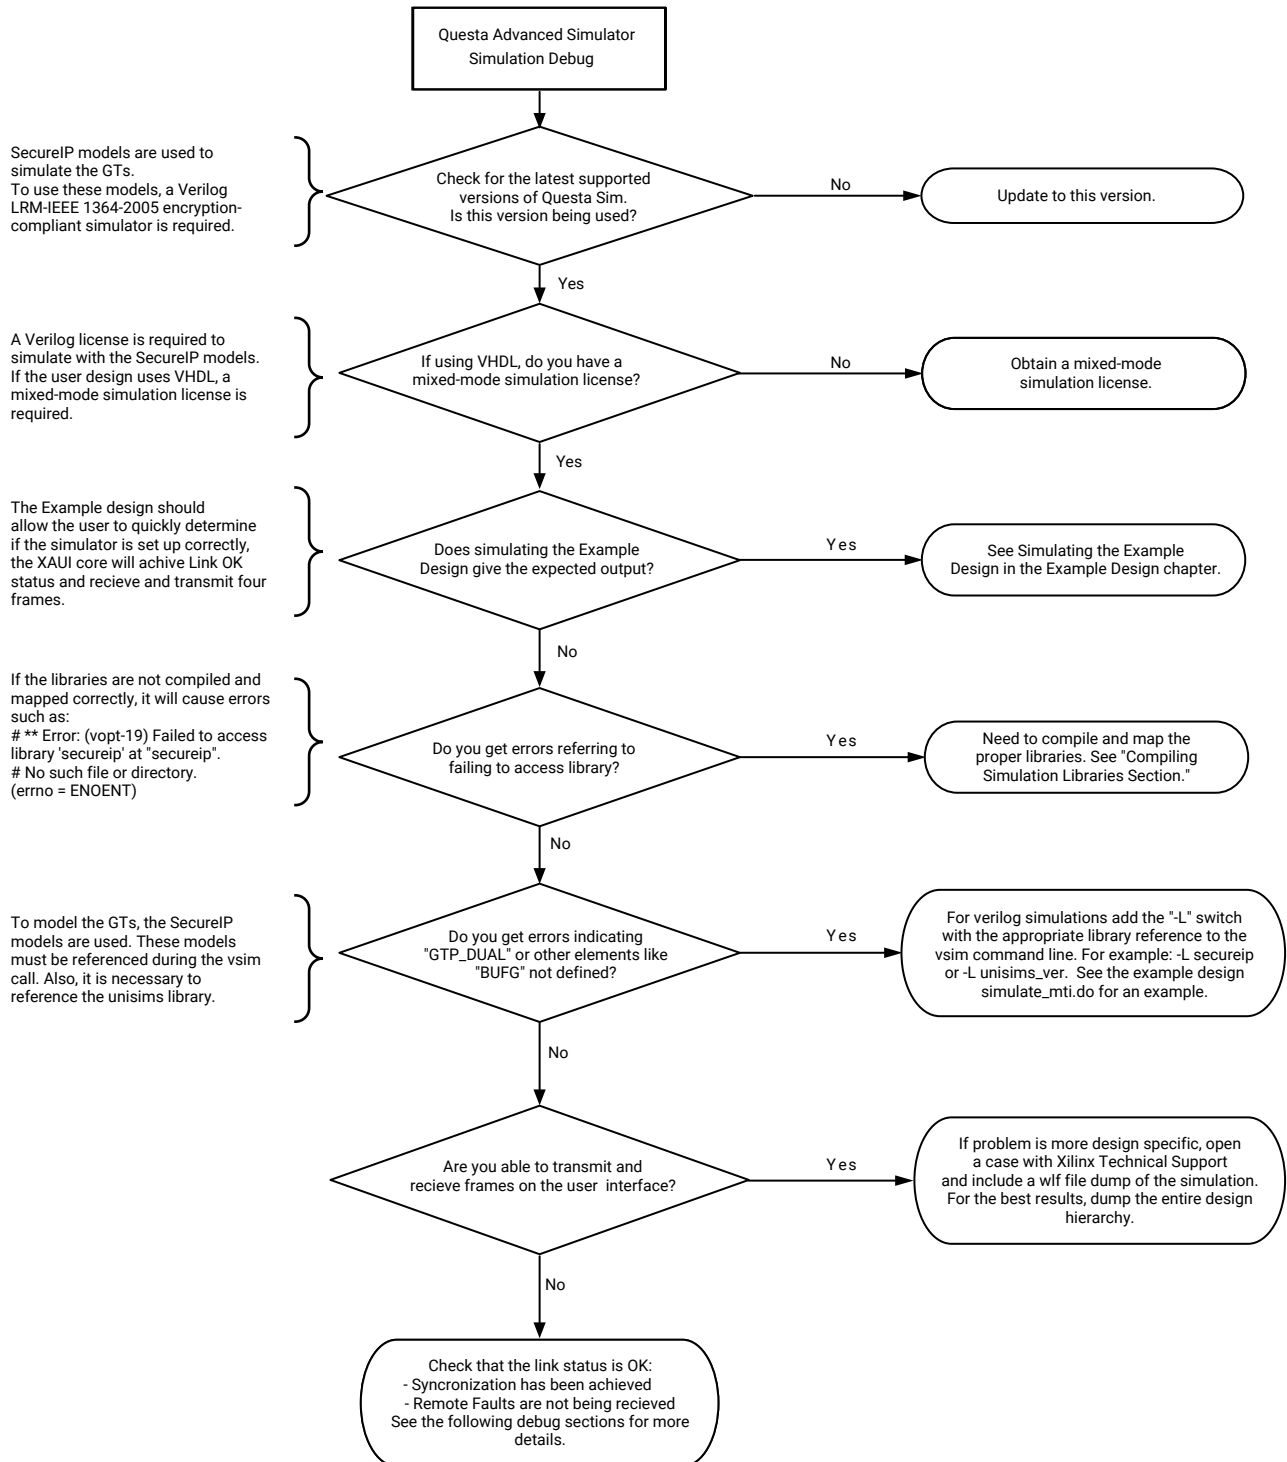 Questa Advanced Simulator
Simulation Debug
SecureIP models are used to
simulate the GTs.
To use these models, a Verilog
LRM-IEEE 1364-2005 encryption-
compliant simulator is required.
Check for the latest supported
versions of Questa Sim.
Is this version being used?
No
Update to this version.
Yes
A Verilog license is required to
simulate with the SecureIP models.
If the user design uses VHDL, a
mixed-mode simulation license is
required.
If using VHDL, do you have a
mixed-mode simulation license?
No
Obtain a mixed-mode
simulation license.
Yes
The Example design should
allow the user to quickly determine
if the simulator is set up correctly,
the XAUI core will achive Link OK
status and recieve and transmit four
frames.
Does simulating the Example
Design give the expected output?
Yes
See Simulating the Example
Design in the Example Design chapter.
No
If the libraries are not compiled and
mapped correctly, it will cause errors
such as:
# ** Error: (vopt-19) Failed to access
library 'secureip' at "secureip".
# No such file or directory.
(errno = ENOENT)
Do you get errors referring to
failing to access library?
Yes
Need to compile and map the
proper libraries. See "Compiling
Simulation Libraries Section."
No
To model the GTs, the SecureIP
models are used. These models
must be referenced during the vsim
call. Also, it is necessary to
reference the unisims library.
Do you get errors indicating
"GTP_DUAL" or other elements like
"BUFG" not defined?
Yes
For verilog simulations add the "-L" switch
with the appropriate library reference to the
vsim command line. For example: -L secureip
or -L unisims_ver.  See the example design
simulate_mti.do for an example.
No
Are you able to transmit and
recieve frames on the user  interface?
Yes
If problem is more design specific, open
a case with Xilinx Technical Support
and include a wlf file dump of the simulation.
For the best results, dump the entire design
hierarchy.
No
Check that the link status is OK:
- Syncronization has been achieved
- Remote Faults are not being recieved
See the following debug sections for more
details.